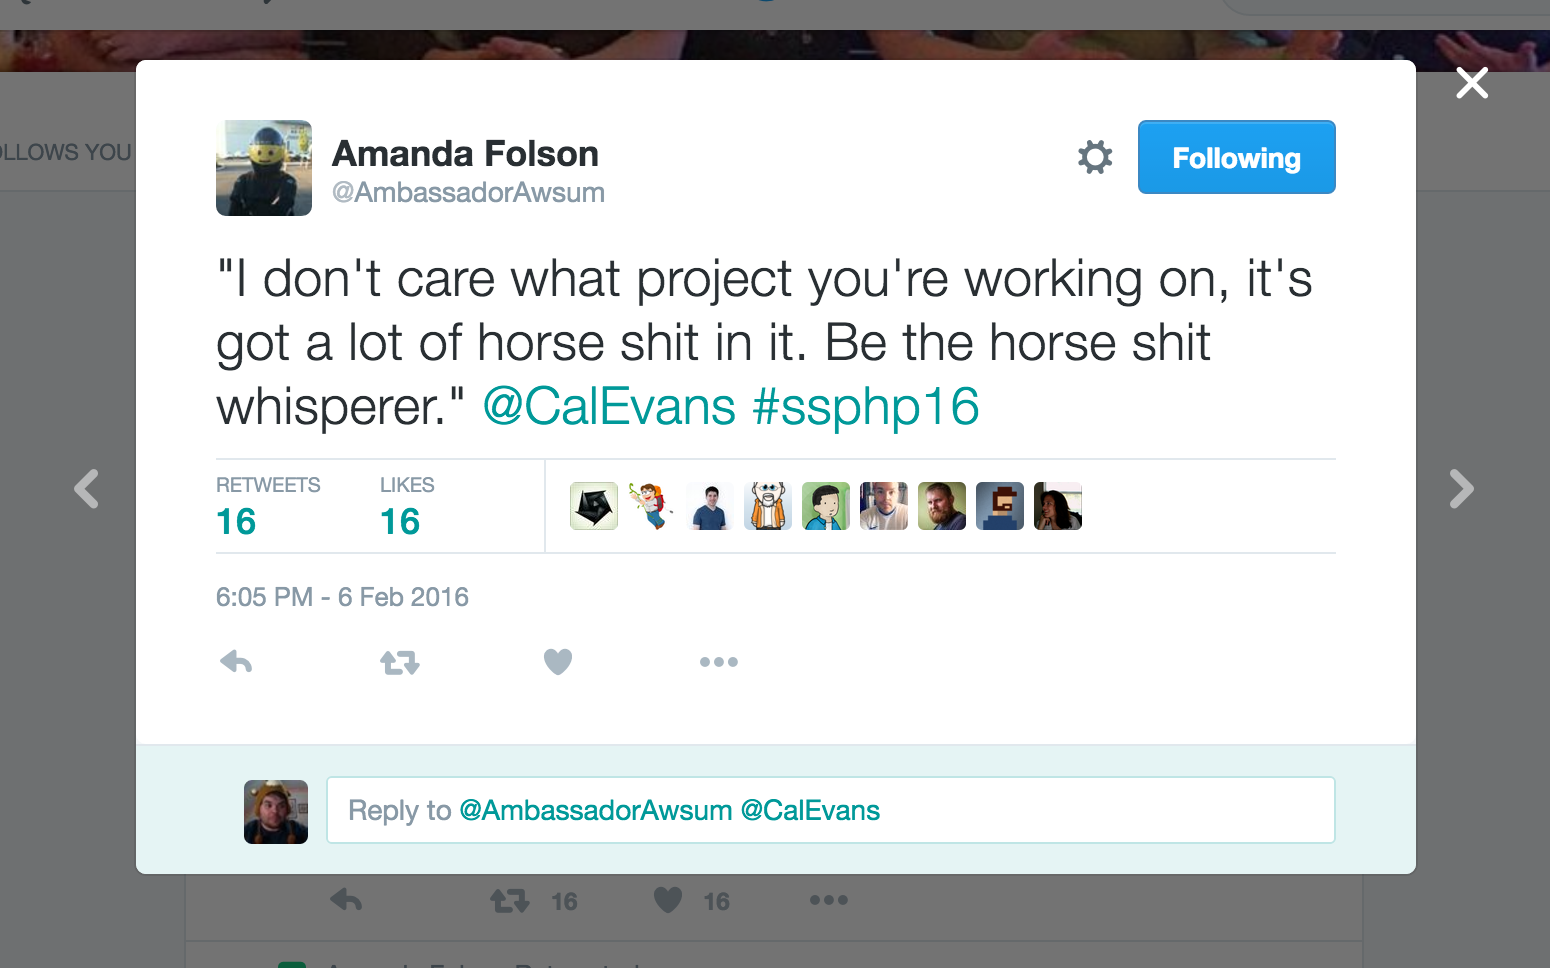 FOLLOWS YOU
Amanda Folson
@AmbassadorAwsum
Following
"I don't care what project you're working on, it's
got a lot of horse shit in it. Be the horse shit
whisperer." @CalEvans #ssphp16
RETWEETS
16
LIKES
16
6:05 PM - 6 Feb 2016
Reply to @AmbassadorAwsum @CalEvans
16
16